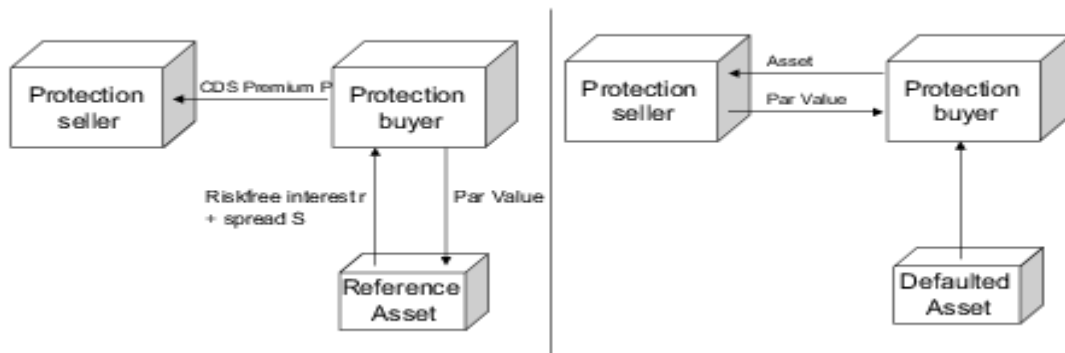 Protection
seller
CDS Premium P
Protection
buyer
Riskfree interest r
+ spread S
Par Value
Reference
Asset
Protection
seller
Asset
Par Value
Protection
buyer
Defaulted
Asset